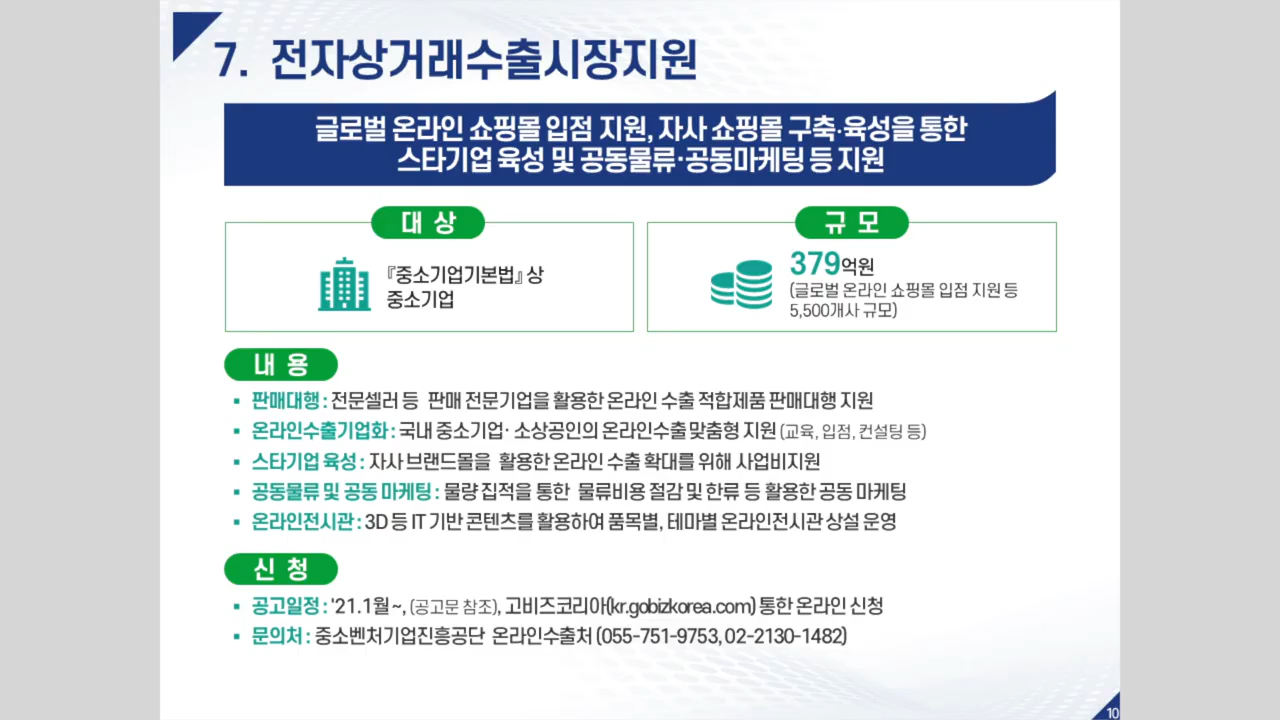 7. 전자상거래수출시장지원
글로벌 온라인 쇼핑몰 입점 지원, 자사 쇼핑몰 구축·육성을 통한
스타기업 육성 및 공동물류·공동마케팅 등 지원
대 상
『중소기업기본법』 상
중소기업
규 모
379억원
(글로벌 온라인 쇼핑몰 입점 지원 등
5,500개사 규모)
내 용
▪ 판매대행 : 전문셀러 등 판매 전문기업을 활용한 온라인 수출 적합제품 판매대행 지원
▪ 온라인수출기업화 : 국내 중소기업· 소상공인의 온라인수출 맞춤형 지원 (교육, 입점, 컨설팅 등)
▪ 스타기업 육성 : 자사 브랜드몰을 활용한 온라인 수출 확대를 위해 사업비지원
▪ 공동물류 및 공동 마케팅 : 물량 집적을 통한 물류비용 절감 및 한류 등 활용한 공동 마케팅
▪ 온라인전시관 : 3D 등 IT 기반 콘텐츠를 활용하여 품목별, 테마별 온라인전시관 상설 운영
신 청
▪ 공고일정 : '21.1월 ~, (공고문 참조), 고비즈코리아(kr.gobizkorea.com) 통한 온라인 신청
▪ 문의처 : 중소벤처기업진흥공단 온라인수출처 (055-751-9753, 02-2130-1482)
10